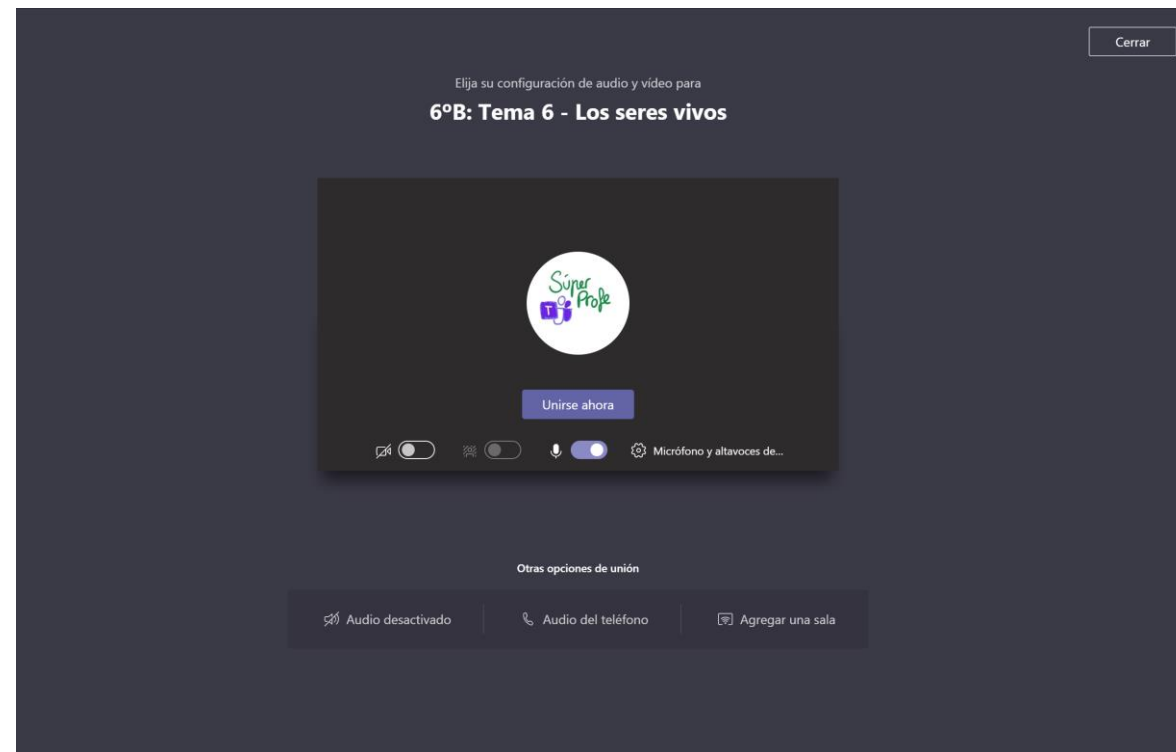 Cerrar
Elija su configuración de audio y vídeo para
6ºB: Tema 6 - Los seres vivos
Súper
Profe
T
Unirse ahora
Micrófono y altavoces de...
Otras opciones de unión
Audio desactivado
Audio del teléfono
Agregar una sala